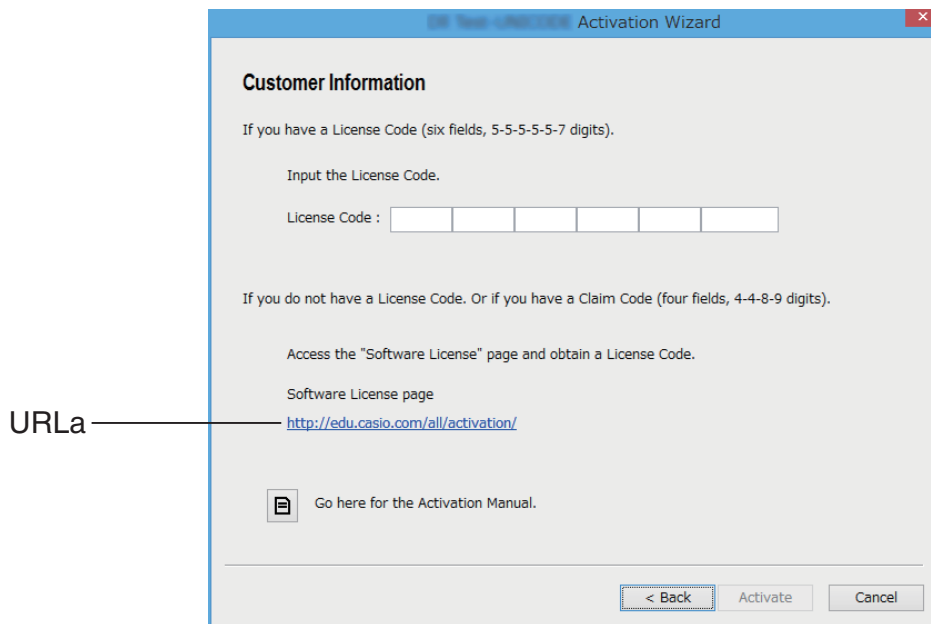 Activation Wizard
Customer Information
If you have a License Code (six fields, 5-5-5-5-5-7 digits).
Input the License Code.
License Code :
If you do not have a License Code. Or if you have a Claim Code (four fields, 4-4-8-9 digits).
Access the "Software License" page and obtain a License Code.
Software License page
URLa http://edu.casio.com/all/activation/
Go here for the Activation Manual.
< Back Activate Cancel